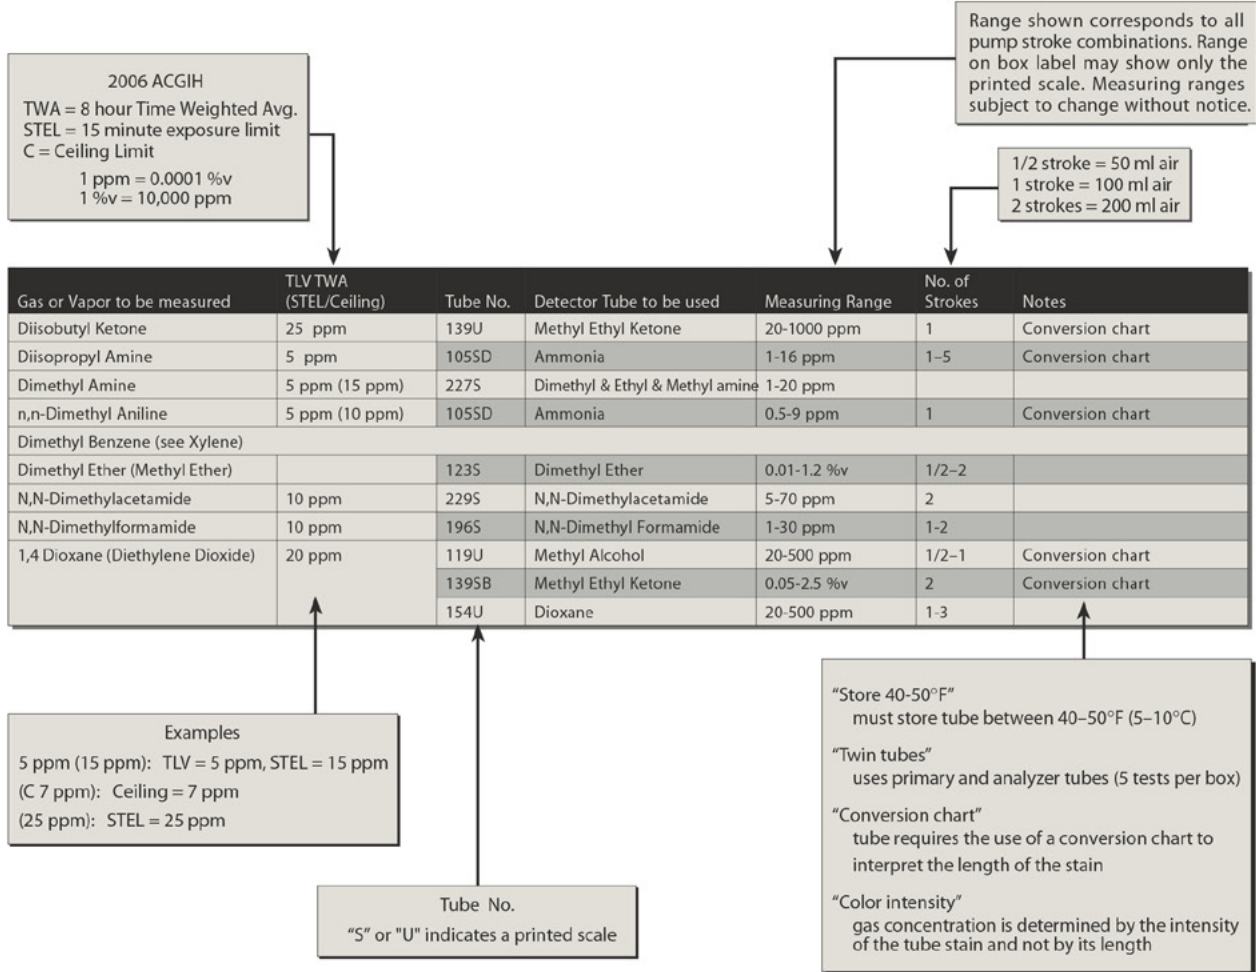 Range shown corresponds to all
pump stroke combinations. Range
on box label may show only the
printed scale. Measuring ranges
subject to change without notice.
2006 ACGIH
TWA = 8 hour Time Weighted Avg.
STEL = 15 minute exposure limit
C = Ceiling Limit
1 ppm = 0.0001 %v
1 %v = 10,000 ppm
1/2 stroke = 50 ml air
1 stroke = 100 ml air
2 strokes = 200 ml air
Gas or Vapor to be measured TLV TWA (STEL/Ceiling) Tube No. Detector Tube to be used Measuring Range No. of Strokes Notes
Diisobutyl Ketone 25 ppm 139U Methyl Ethyl Ketone 20-1000 ppm 1 Conversion chart
Diisopropyl Amine 5 ppm 105SD Ammonia 1-16 ppm 1–5 Conversion chart
Dimethyl Amine 5 ppm (15 ppm) 227S Dimethyl & Ethyl & Methyl amine 1-20 ppm
n,n-Dimethyl Aniline 5 ppm (10 ppm) 105SD Ammonia 0.5-9 ppm 1 Conversion chart
Dimethyl Benzene (see Xylene)
Dimethyl Ether (Methyl Ether) 123S Dimethyl Ether 0.01-1.2 %v 1/2–2
N,N-Dimethylacetamide 10 ppm 229S N,N-Dimethylacetamide 5-70 ppm 2
N,N-Dimethylformamide 10 ppm 196S N,N-Dimethyl Formamide 1-30 ppm 1-2
1,4 Dioxane (Diethylene Dioxide) 20 ppm 119U Methyl Alcohol 20-500 ppm 1/2–1 Conversion chart
139SB Methyl Ethyl Ketone 0.05-2.5 %v 2 Conversion chart
154U Dioxane 20-500 ppm 1-3
Examples
5 ppm (15 ppm): TLV = 5 ppm, STEL = 15 ppm
(C 7 ppm): Ceiling = 7 ppm
(25 ppm): STEL = 25 ppm
Tube No.
"S" or "U" indicates a printed scale
"Store 40-50°F"
must store tube between 40–50°F (5–10°C)
"Twin tubes"
uses primary and analyzer tubes (5 tests per box)
"Conversion chart"
tube requires the use of a conversion chart to
interpret the length of the stain
"Color intensity"
gas concentration is determined by the intensity
of the tube stain and not by its length